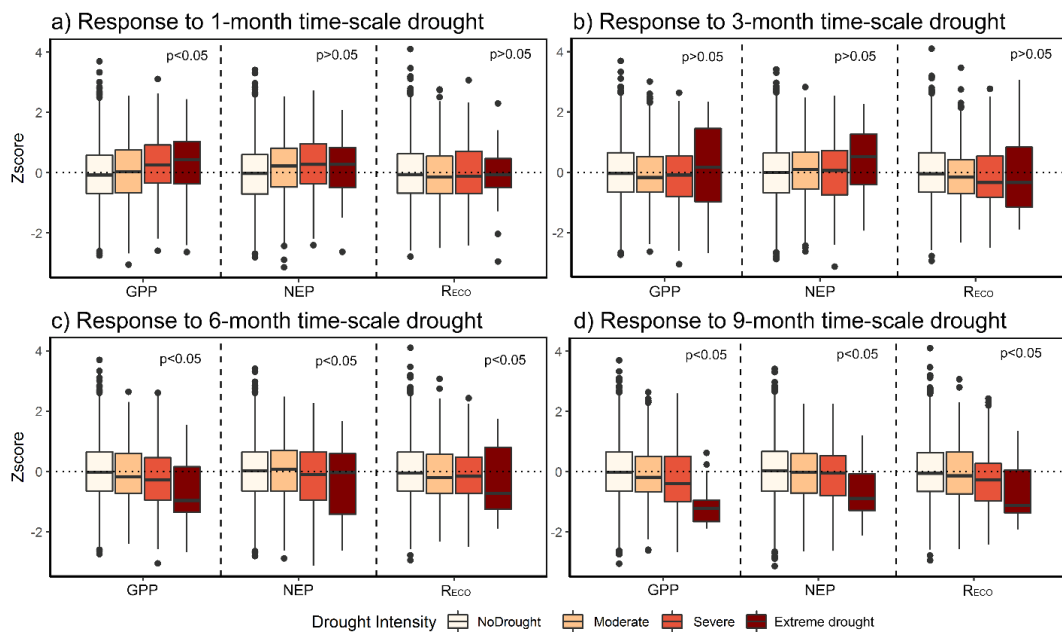 a) Response to 1-month time-scale drought
b) Response to 3-month time-scale drought
4
2
0
-2
Zscore
p<0.05
p>0.05
p>0.05
GPP
NEP
RECO
4
2
0
-2
p>0.05
p>0.05
p>0.05
GPP
NEP
RECO
c) Response to 6-month time-scale drought
d) Response to 9-month time-scale drought
4
2
0
-2
Zscore
p<0.05
p<0.05
p<0.05
GPP
NEP
RECO
4
2
0
-2
p<0.05
p<0.05
p<0.05
GPP
NEP
RECO
Drought Intensity NoDrought Moderate Severe Extreme drought